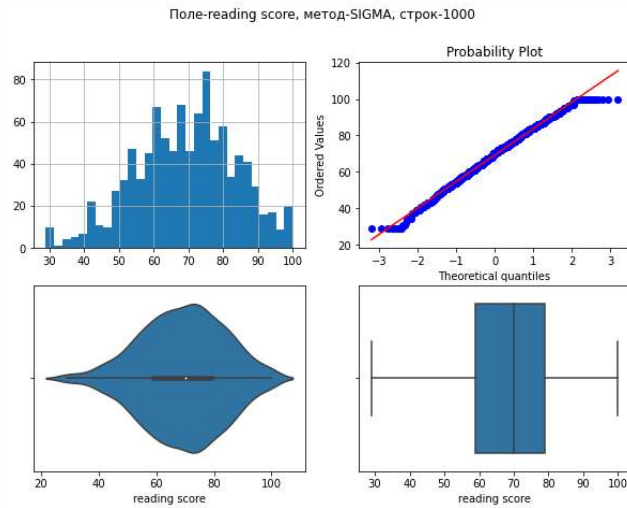 Поле-reading score, метод-SIGMA, строк-1000
80
60
40
20
0
30 40 50 60 70 80 90 100
Probability Plot
Ordered Values
120
100
80
60
40
20
−3 −2 −1 0 1 2 3
Theoretical quantiles
20 40 60 80 100
reading score
30 40 50 60 70 80 90 100
reading score